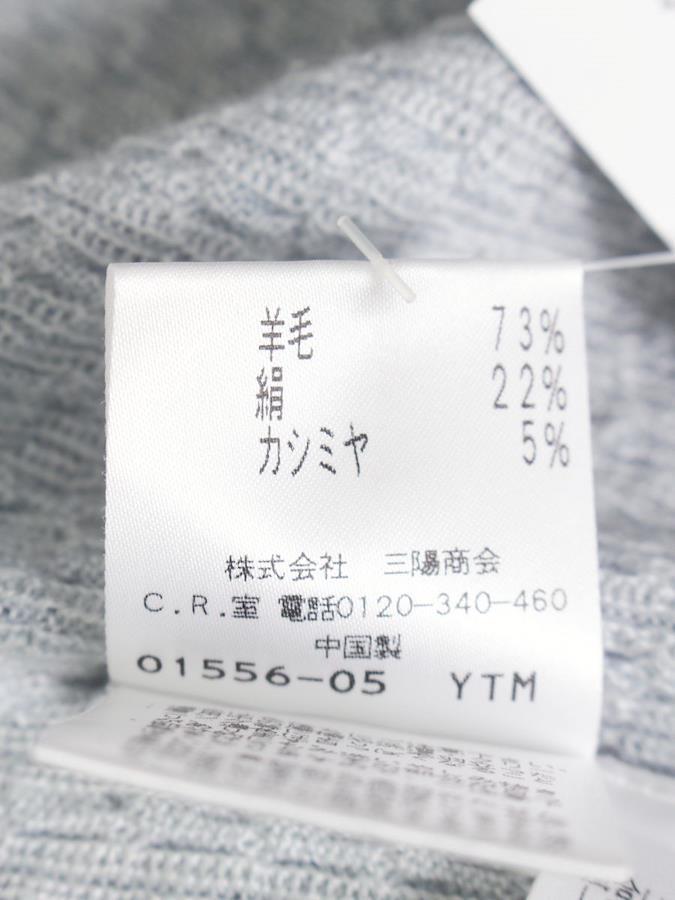 羊毛 73%
絹 22%
カシミヤ 5%
株式会社 三陽商会
C.R.室 電話0120-340-460
中国製
01556-05 YTM